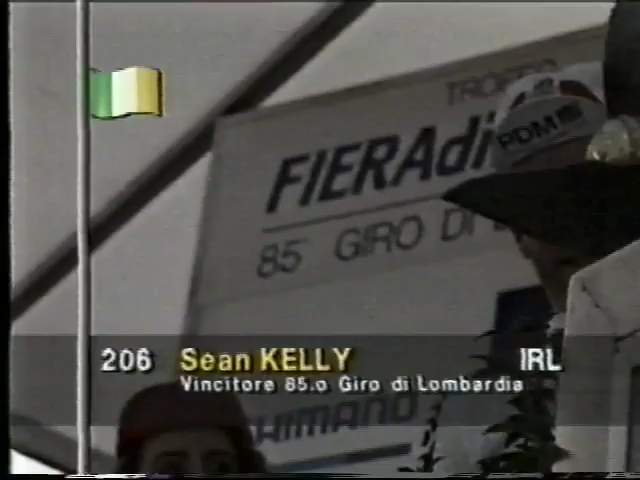 TROFEO
FIERAdi
PDM
85° GIRO DI
206 Sean KELLY IRL
Vincitore 85.o Giro di Lombardia
SHIMANO